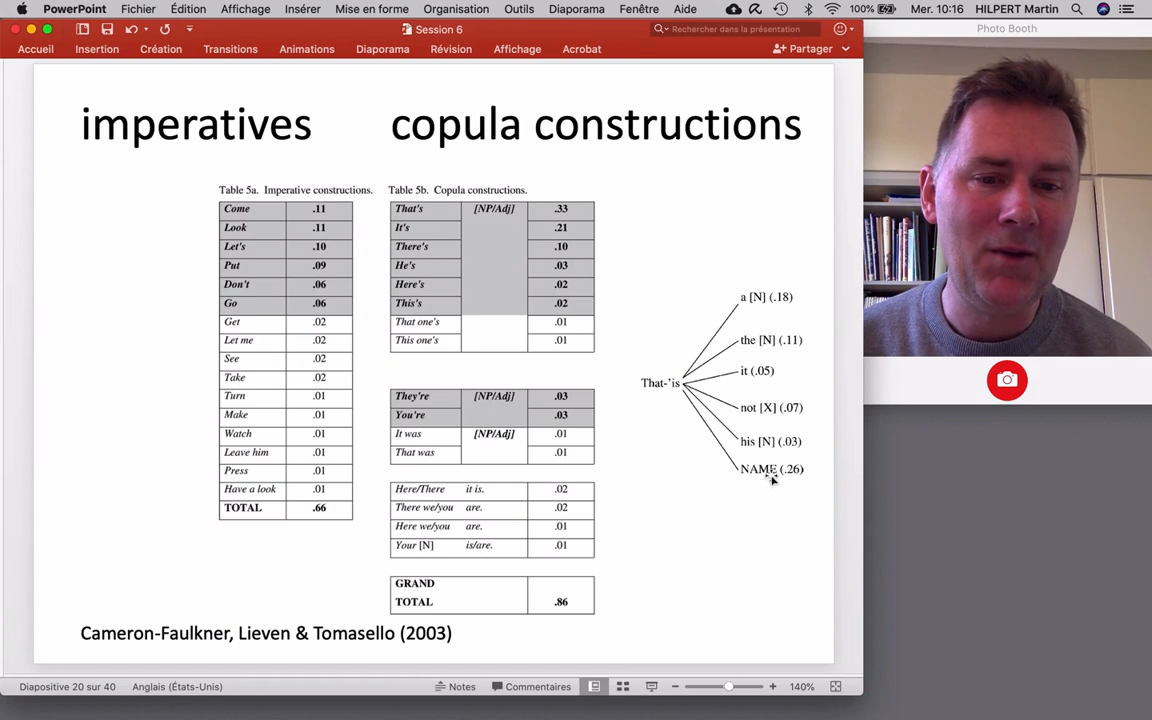 PowerPoint Fichier Édition Affichage Insérer Mise en forme Organisation Outils Diaporama Fenêtre Aide 100% Mer. 10:16 HILPERT Martin
Session 6
Rechercher dans la présentation
Photo Booth
Accueil Insertion Création Transitions Animations Diaporama Révision Affichage Acrobat Partager
imperatives copula constructions
Table 5a. Imperative constructions.
Come .11
Look .11
Let's .10
Put .09
Don't .06
Go .06
Get .02
Let me .02
See .02
Take .02
Turn .01
Make .01
Watch .01
Leave him .01
Press .01
Have a look .01
TOTAL .66
Table 5b. Copula constructions.
That's [NP/Adj] .33
It's .21
There's .10
He's .03
Here's .02
This's .02
That one's .01
This one's .01
They're [NP/Adj] .03
You're .03
It was [NP/Adj] .01
That was .01
Here/There it is. .02
There we/you are. .02
Here we/you are. .01
Your [N] is/are. .01
GRAND
TOTAL .86
That-'is
a [N] (.18)
the [N] (.11)
it (.05)
not [X] (.07)
his [N] (.03)
NAME (.26)
Cameron-Faulkner, Lieven & Tomasello (2003)
Diapositive 20 sur 40 Anglais (États-Unis) Notes Commentaires 140%